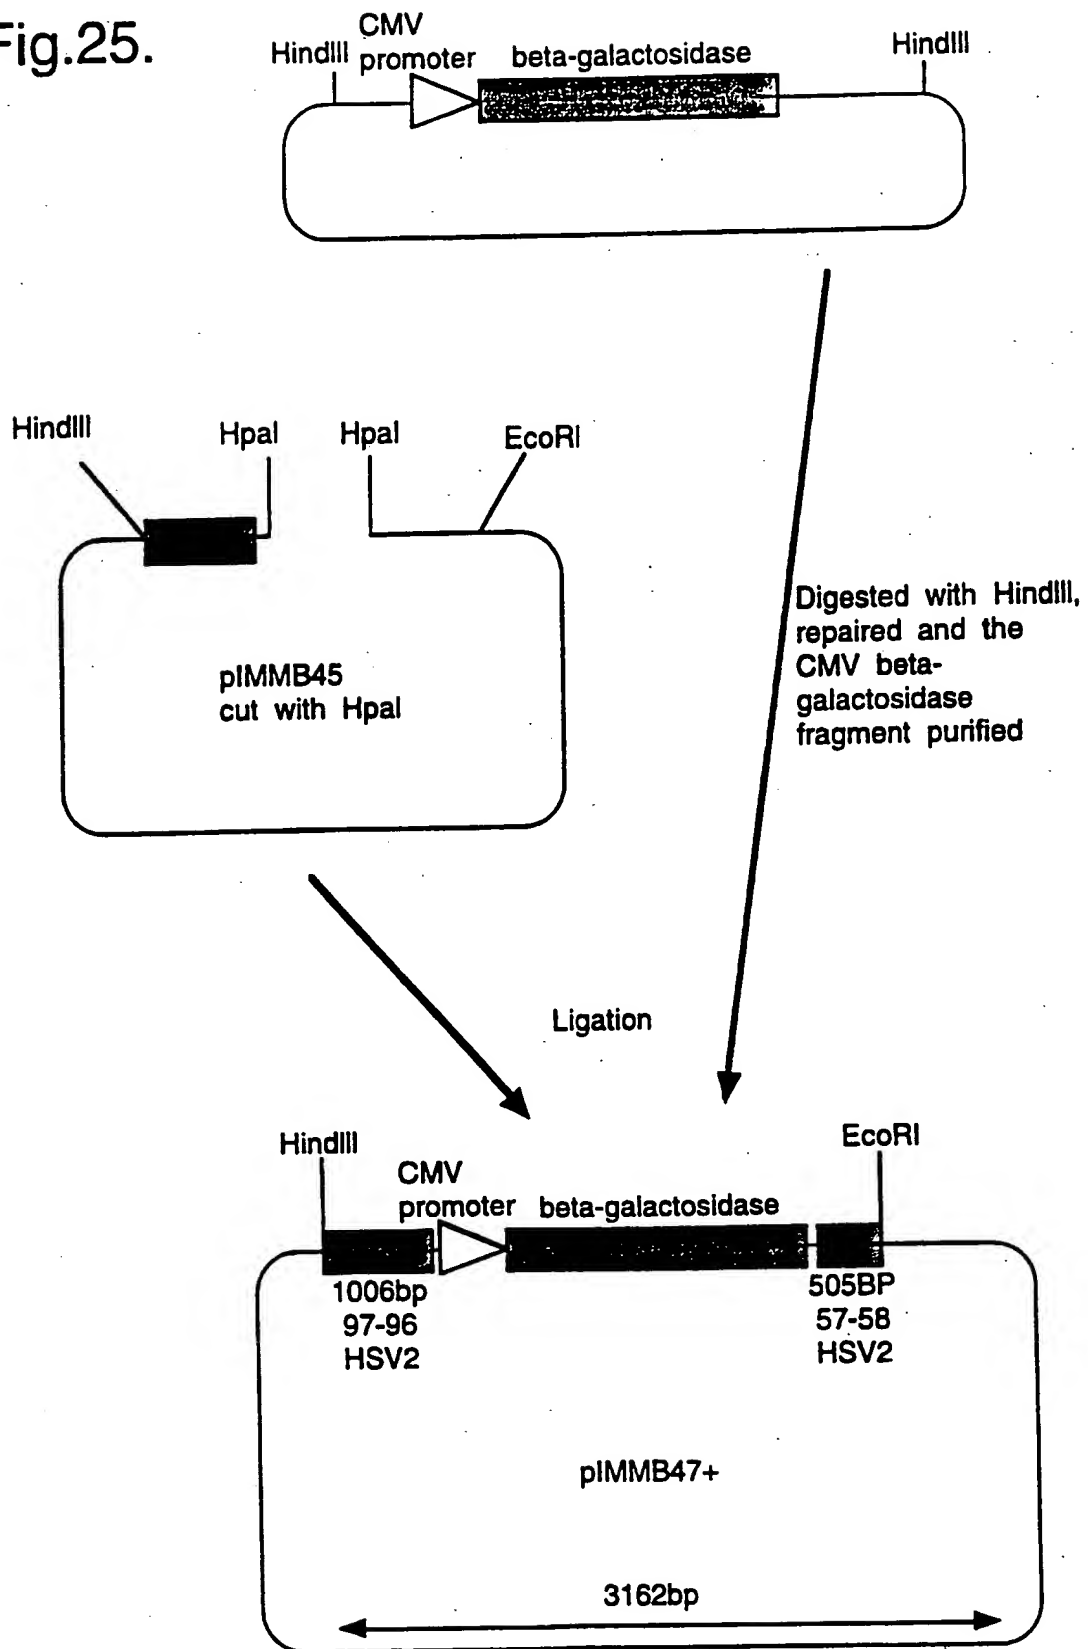 Fig.25.
HindIII
CMV
promoter
beta-galactosidase
HindIII
HindIII
HpaI
HpaI
EcoRI
pIMMB45
cut with HpaI
Digested with HindIII,
repaired and the
CMV beta-
galactosidase
fragment purified
Ligation
HindIII
CMV
promoter
beta-galactosidase
EcoRI
1006bp
97-96
HSV2
505BP
57-58
HSV2
pIMMB47+
3162bp